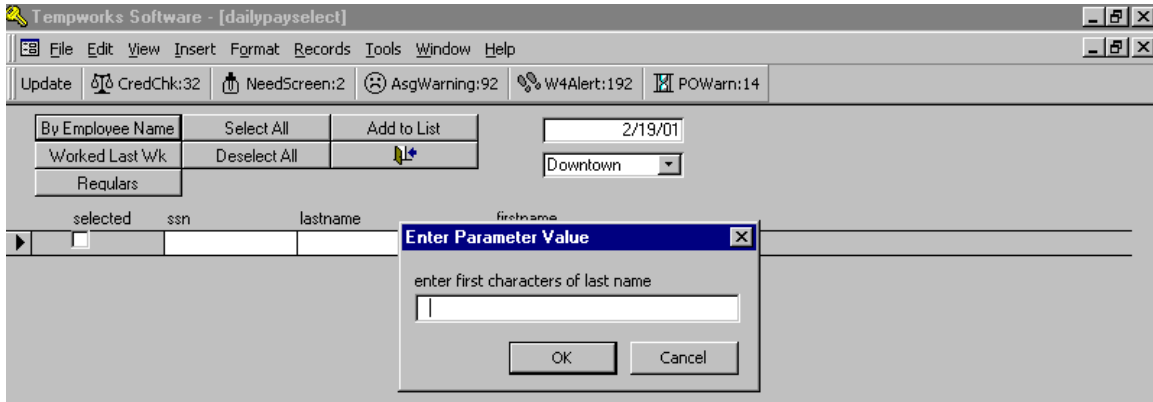 Tempworks Software - [dailypayselect]
File Edit View Insert Format Records Tools Window Help
Update CredChk:32 NeedScreen:2 AsgWarning:92 W4Alert:192 POWarn:14
By Employee Name Select All Add to List 2/19/01
Worked Last Wk Deselect All Downtown
Regulars
selected ssn lastname firstname
Enter Parameter Value
enter first characters of last name
OK Cancel